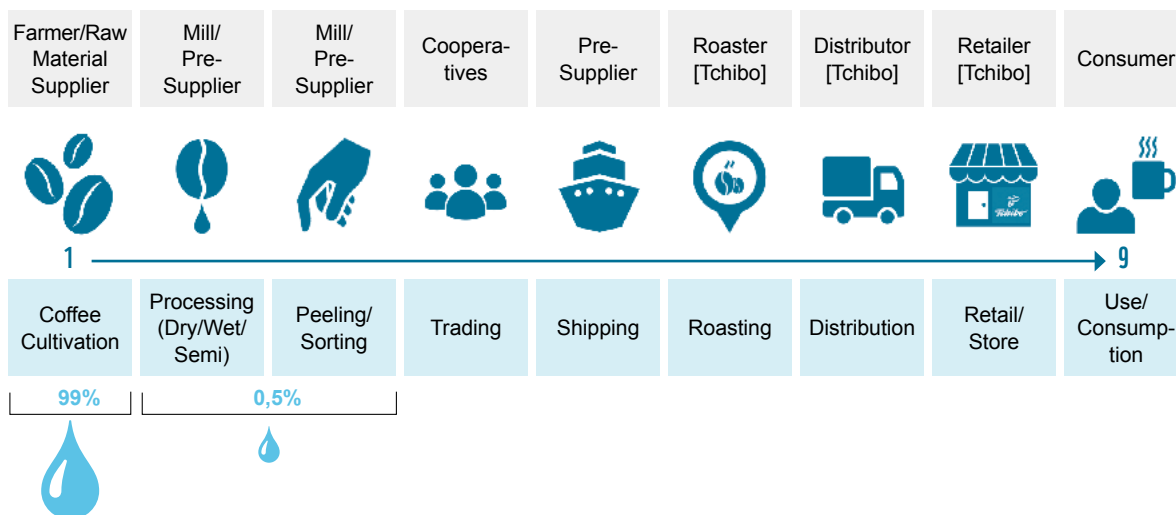 Farmer/Raw
Material
Supplier
Mill/
Pre-
Supplier
Mill/
Pre-
Supplier
Coopera-
tives
Pre-
Supplier
Roaster
[Tchibo]
Distributor
[Tchibo]
Retailer
[Tchibo]
Consumer
Tchibo
1
9
Coffee
Cultivation
Processing
(Dry/Wet/
Semi)
Peeling/
Sorting
Trading
Shipping
Roasting
Distribution
Retail/
Store
Use/
Consump-
tion
99%
0,5%